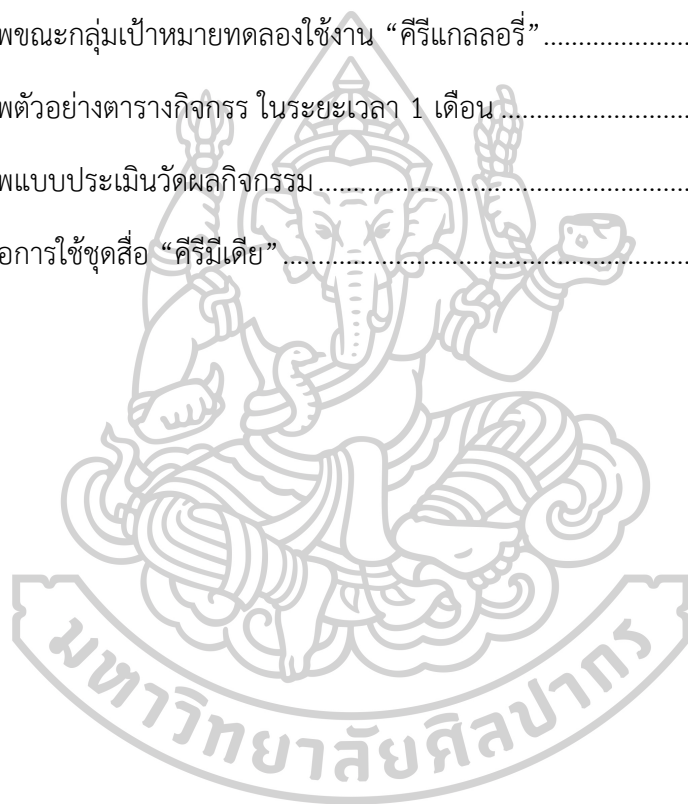 พขณะกลุ่มเป้าหมายทดลองใช้งาน “คีรีแกลลอรี่”......................
พตัวอย่างตารางกิจกรร ในระยะเวลา 1 เดือน..............................
พแบบประเมินวัดผลกิจกรรม............................................................
อการใช้ชุดสื่อ “คีรีมีเดีย”.................................................................
มหาวิทยาลัยศิลปากร